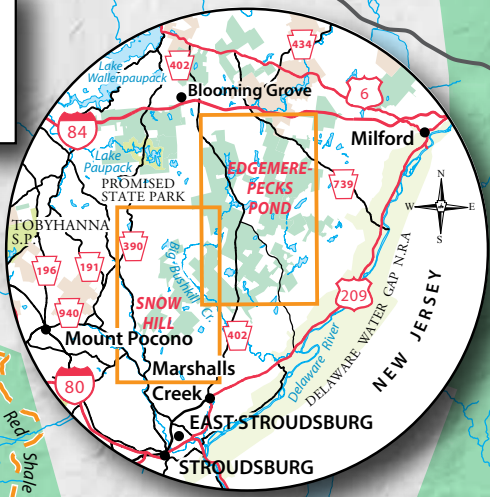 434
402
Lake
Wallenpaupack
Blooming Grove
6
84
Milford
Lake
Paupack
EDGEMERE-
PECKS
POND
739
PROMISED
STATE PARK
N
W
E
S
TOBYHANNA
S.P.
390
196
191
Big Bushkill Cr.
209
SNOW
HILL
940
402
Mount Pocono
Delaware River
DELAWARE WATER GAP N.R.A
NEW JERSEY
80
Marshalls
Creek
EAST STROUDSBURG
STROUDSBURG
Red Shale